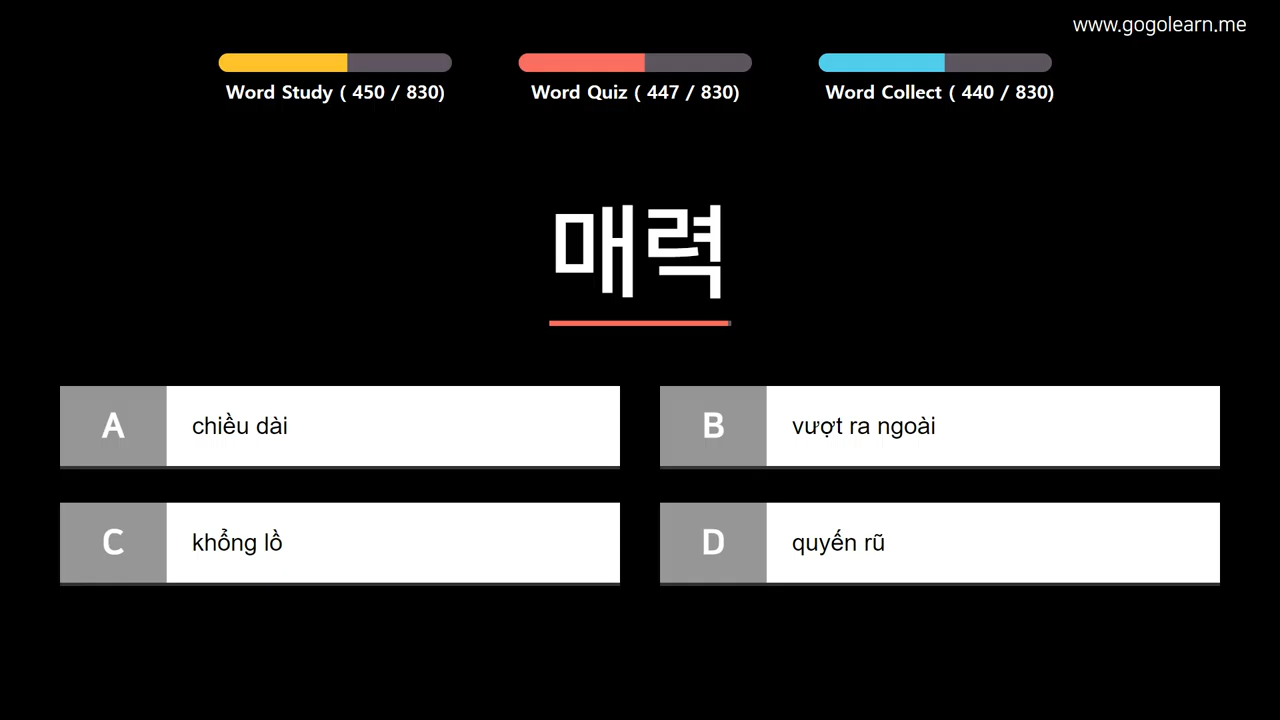 www.gogolearn.me
Word Study ( 450 / 830)
Word Quiz ( 447 / 830)
Word Collect ( 440 / 830)
매력
A chiều dài
B vượt ra ngoài
C khổng lồ
D quyến rũ